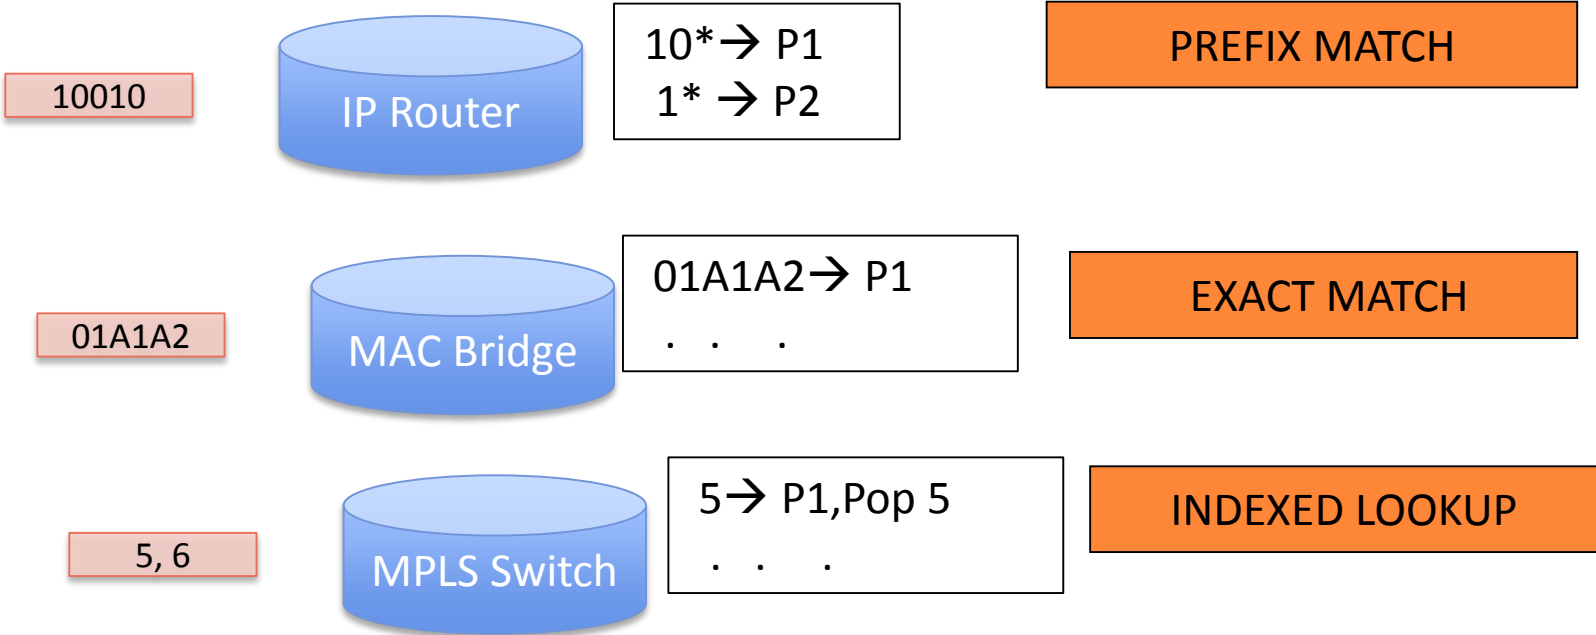 10010
IP Router
10*→ P1
1* → P2
PREFIX MATCH
01A1A2
MAC Bridge
01A1A2→ P1
. . .
EXACT MATCH
5, 6
MPLS Switch
5→ P1,Pop 5
. . .
INDEXED LOOKUP